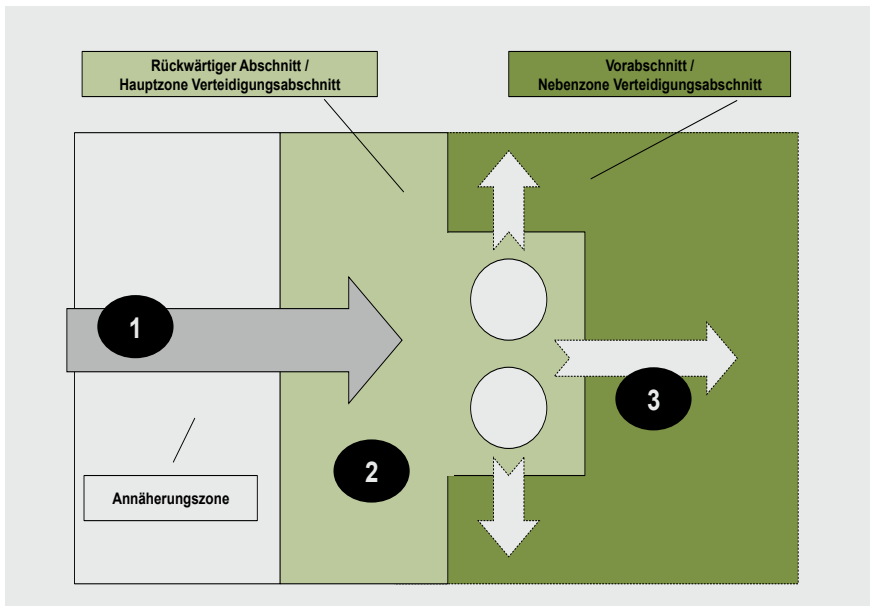 Rückwärtiger Abschnitt /
Hauptzone Verteidigungsabschnitt
Vorabschnitt /
Nebenzone Verteidigungsabschnitt
1
3
2
Annäherungszone